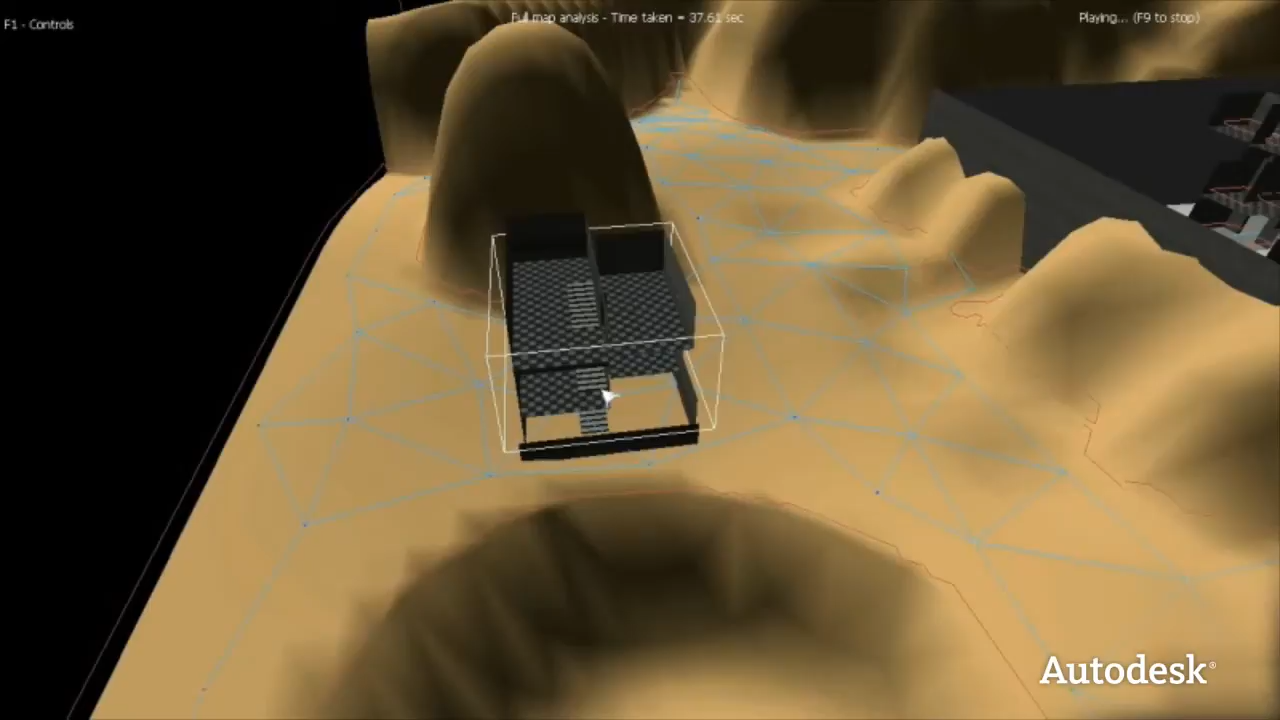 F1 - Controls
Full map analysis - Time taken = 37.61 sec
Playing... (F9 to stop)
Autodesk®